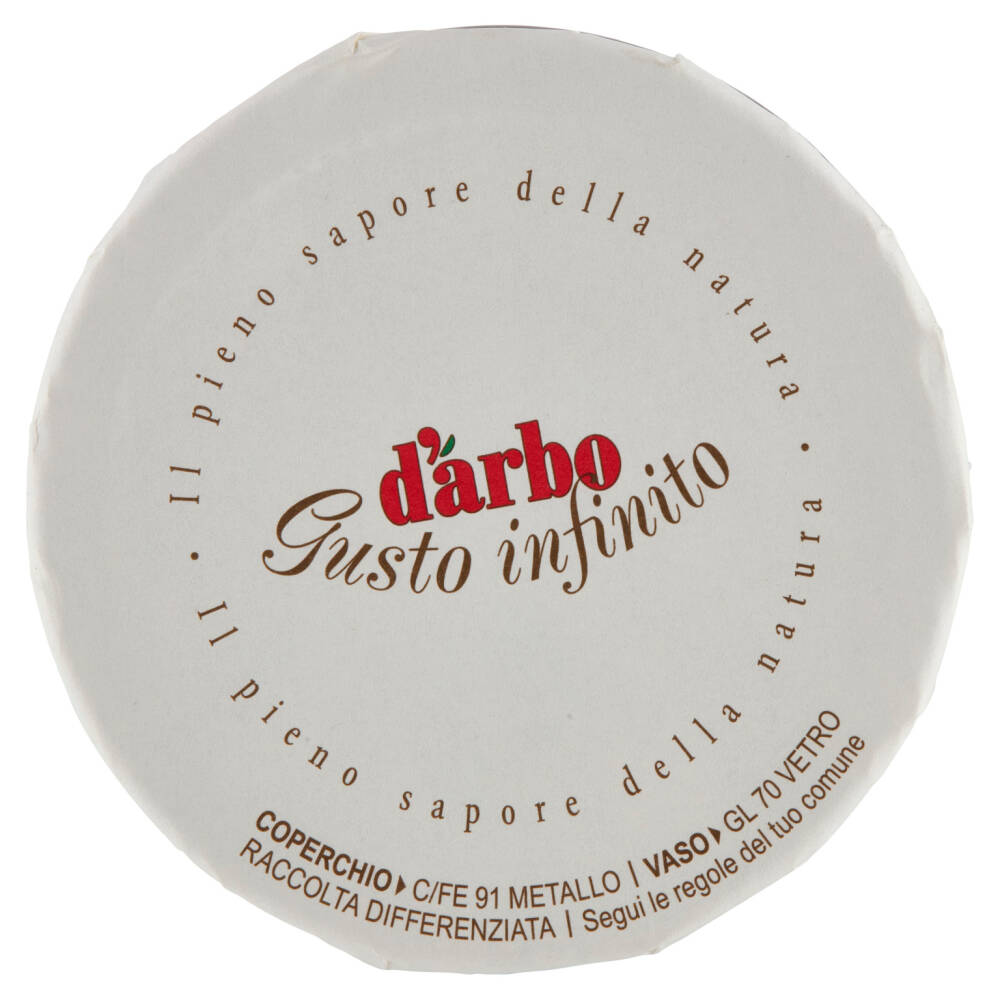 Il pieno sapore della natura •
Il pieno sapore della natura •
d'arbo
Gusto infinito
COPERCHIO▶ C/FE 91 METALLO | VASO▶ GL 70 VETRO
RACCOLTA DIFFERENZIATA | Segui le regole del tuo comune